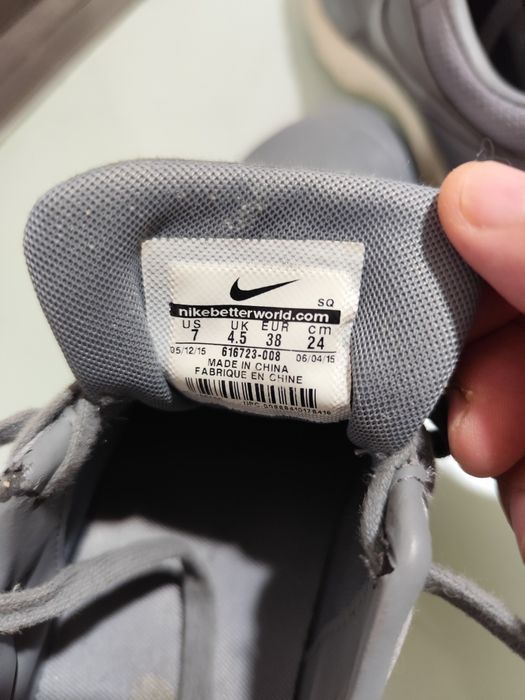 SQ
nikebetterworld.com
US UK EUR cm
7 4.5 38 24
05/12/15 616723-008 06/04/15
MADE IN CHINA
FABRIQUE EN CHINE
UPC